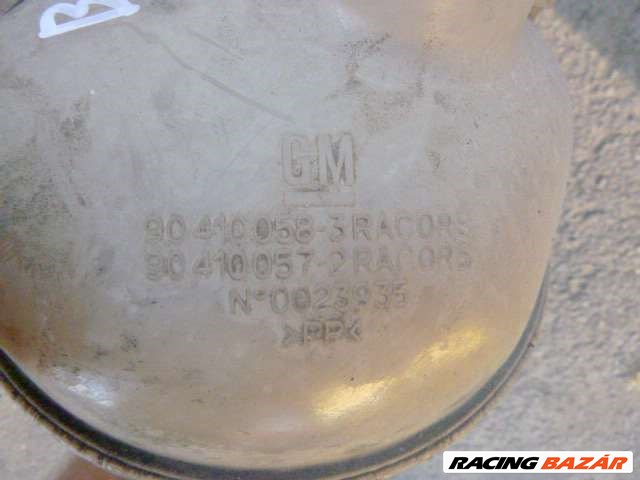 B
GM
90 410 058-3 RACORS
90 410 057-2 RACORS
N°0023935
>PP<
RACING BAZÁR